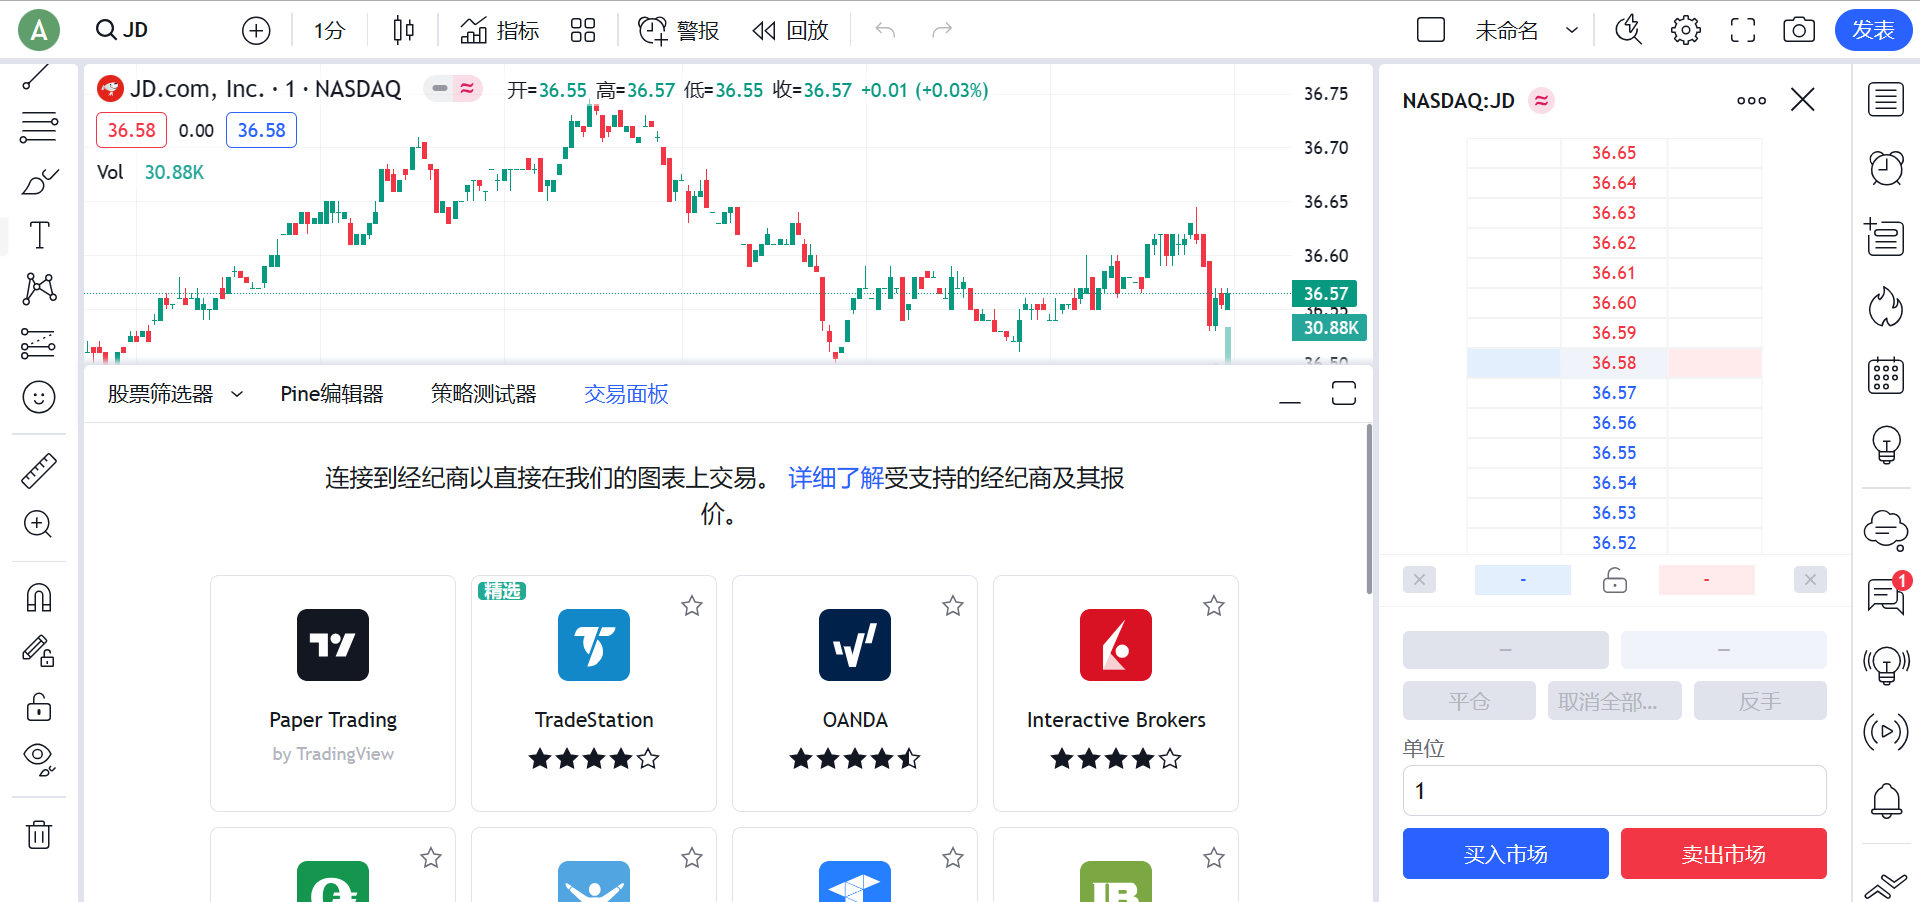 A JD 1分 指标 警报 回放 未命名 发表
JD.com, Inc. · 1 · NASDAQ 开=36.55 高=36.57 低=36.55 收=36.57 +0.01 (+0.03%)
36.58 0.00 36.58
Vol 30.88K
36.75
36.70
36.65
36.60
36.57
36.55
30.88K
36.50
股票筛选器 Pine编辑器 策略测试器 交易面板
连接到经纪商以直接在我们的图表上交易。 详细了解受支持的经纪商及其报
价。
Paper Trading
by TradingView
精选
TradeStation
OANDA
Interactive Brokers
NASDAQ:JD
36.65
36.64
36.63
36.62
36.61
36.60
36.59
36.58
36.57
36.56
36.55
36.54
36.53
36.52
- -
– –
平仓 取消全部... 反手
单位
1
买入市场 卖出市场
1